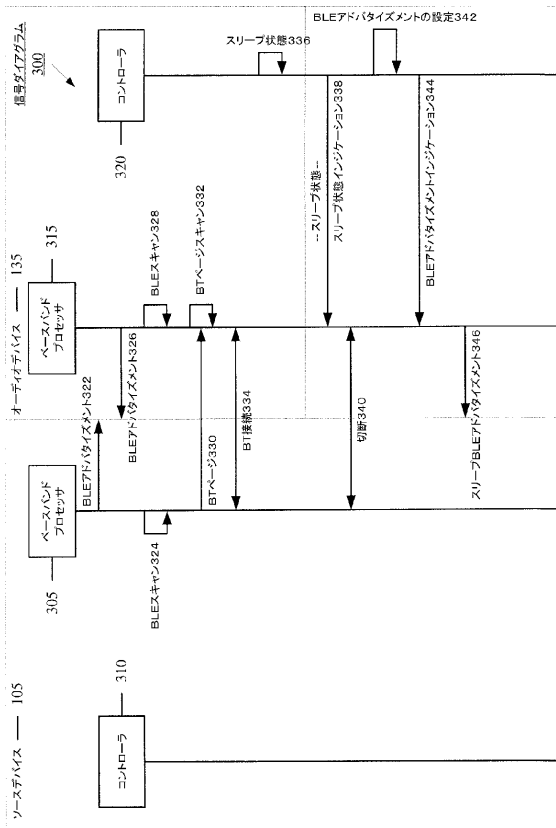 信号ダイアグラム
300
ソースデバイス
105
オーディオデバイス
135
コントローラ
310
ベースバンド
プロセッサ
305
ベースバンド
プロセッサ
315
コントローラ
320
BLEアドバタイズメント322
BLEアドバタイズメント326
BLEスキャン324
BLEスキャン328
BTページ330
BTページスキャン332
BT接続334
スリープ状態336
--スリープ状態--
スリープ状態インジケーション338
切断340
BLEアドバタイズメントの設定342
BLEアドバタイズメントインジケーション344
スリープBLEアドバタイズメント346